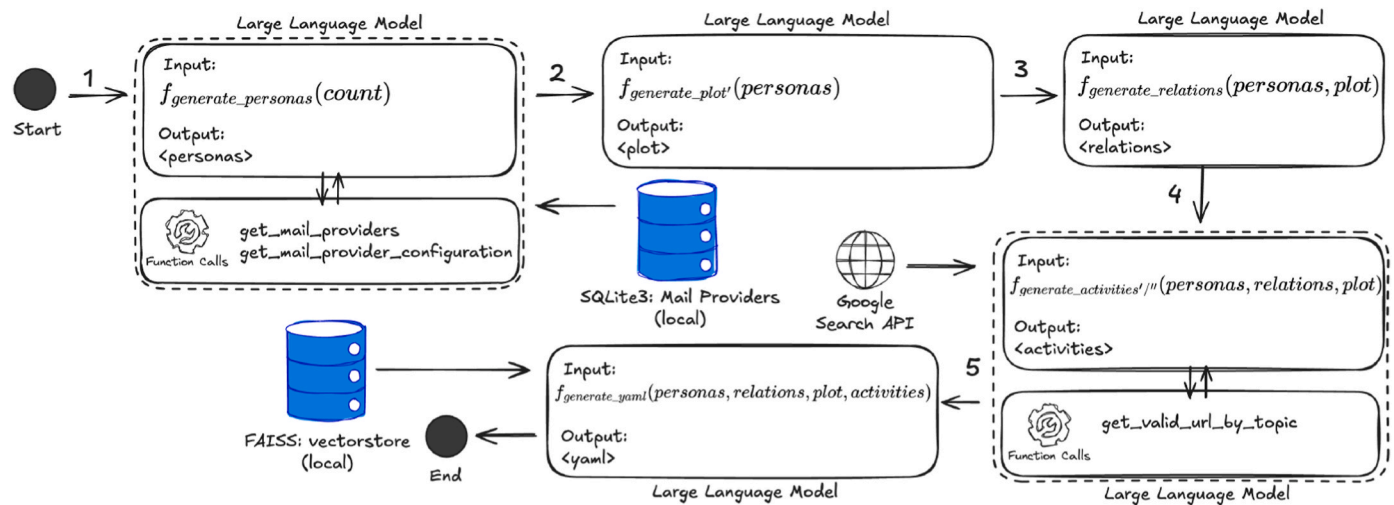 Large Language Model
Input:
f_generate_personas(count)
Output:
<personas>
Function Calls
get_mail_providers
get_mail_provider_configuration
Start
1
2
Large Language Model
Input:
f_generate_plot′(personas)
Output:
<plot>
3
Large Language Model
Input:
f_generate_relations(personas, plot)
Output:
<relations>
4
SQLite3: Mail Providers
(local)
Google
Search API
Input:
f_generate_activities′/″(personas, relations, plot)
Output:
<activities>
Function Calls
get_valid_url_by_topic
Large Language Model
5
Input:
f_generate_yaml(personas, relations, plot, activities)
Output:
<yaml>
Large Language Model
FAISS: vectorstore
(local)
End